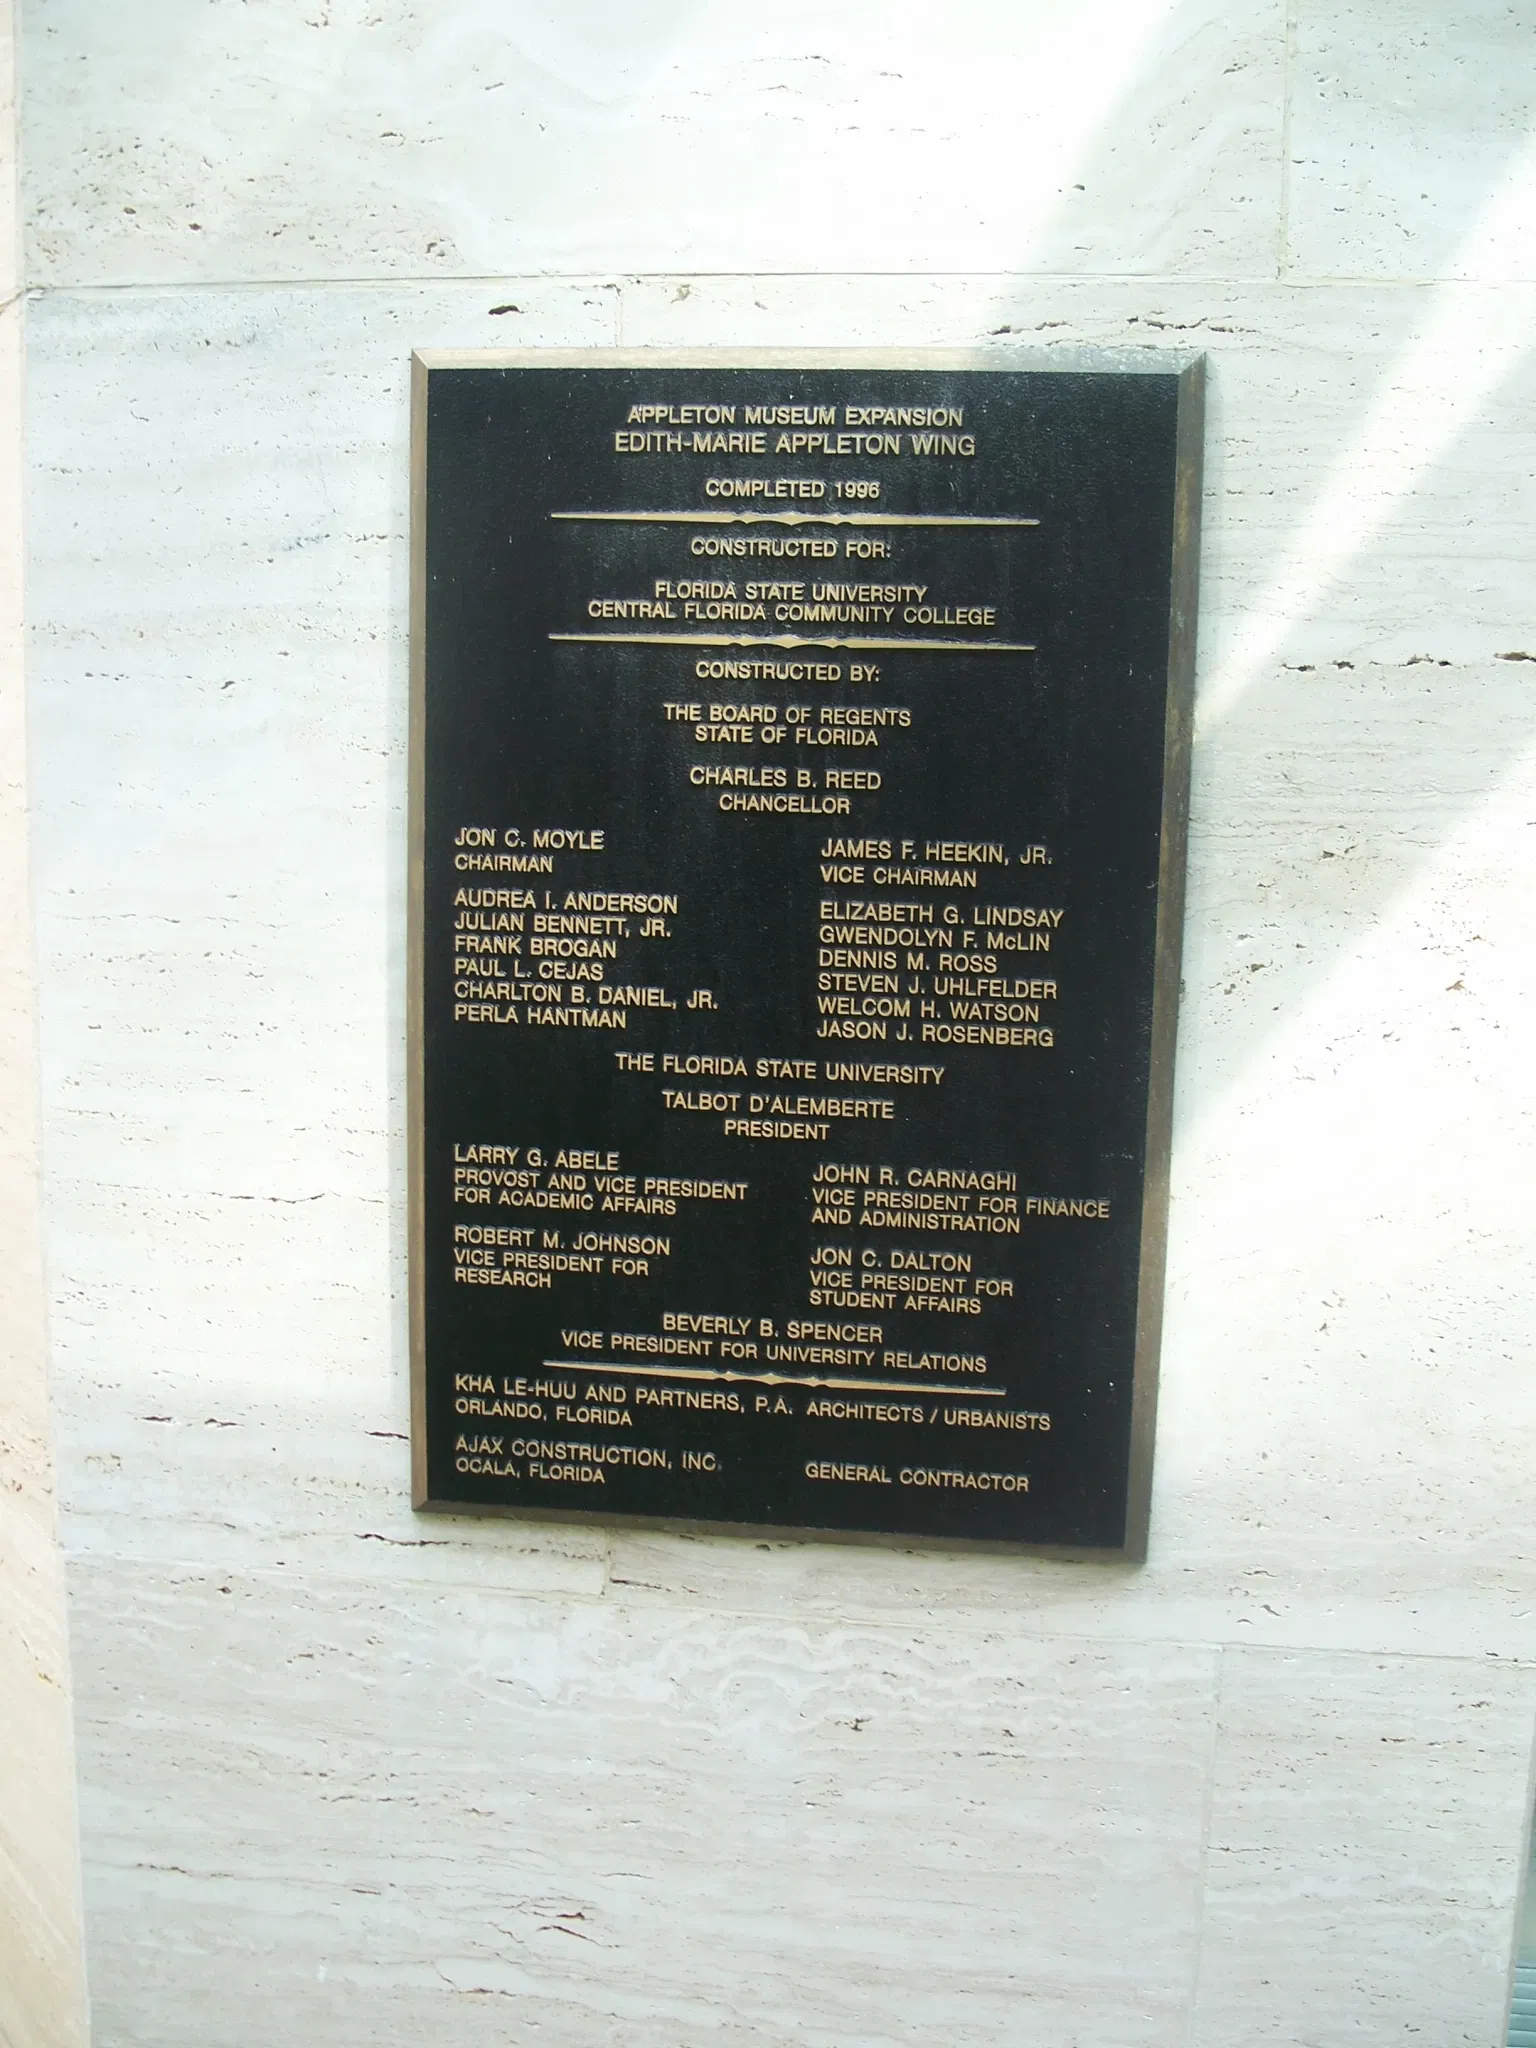 APPLETON MUSEUM EXPANSION
EDITH-MARIE APPLETON WING
COMPLETED 1996
CONSTRUCTED FOR:
FLORIDA STATE UNIVERSITY
CENTRAL FLORIDA COMMUNITY COLLEGE
CONSTRUCTED BY:
THE BOARD OF REGENTS
STATE OF FLORIDA
CHARLES B. REED
CHANCELLOR
JON C. MOYLE
CHAIRMAN
AUDREA I. ANDERSON
JULIAN BENNETT, JR.
FRANK BROGAN
PAUL L. CEJAS
CHARLTON B. DANIEL, JR.
PERLA HANTMAN
JAMES F. HEEKIN, JR.
VICE CHAIRMAN
ELIZABETH G. LINDSAY
GWENDOLYN F. McLIN
DENNIS M. ROSS
STEVEN J. UHLFELDER
WELCOM H. WATSON
JASON J. ROSENBERG
THE FLORIDA STATE UNIVERSITY
TALBOT D'ALEMBERTE
PRESIDENT
LARRY G. ABELE
PROVOST AND VICE PRESIDENT
FOR ACADEMIC AFFAIRS
JOHN R. CARNAGHI
VICE PRESIDENT FOR FINANCE
AND ADMINISTRATION
ROBERT M. JOHNSON
VICE PRESIDENT FOR
RESEARCH
JON C. DALTON
VICE PRESIDENT FOR
STUDENT AFFAIRS
BEVERLY B. SPENCER
VICE PRESIDENT FOR UNIVERSITY RELATIONS
KHA LE-HUU AND PARTNERS, P.A. ARCHITECTS / URBANISTS
ORLANDO, FLORIDA
AJAX CONSTRUCTION, INC. GENERAL CONTRACTOR
OCALA, FLORIDA